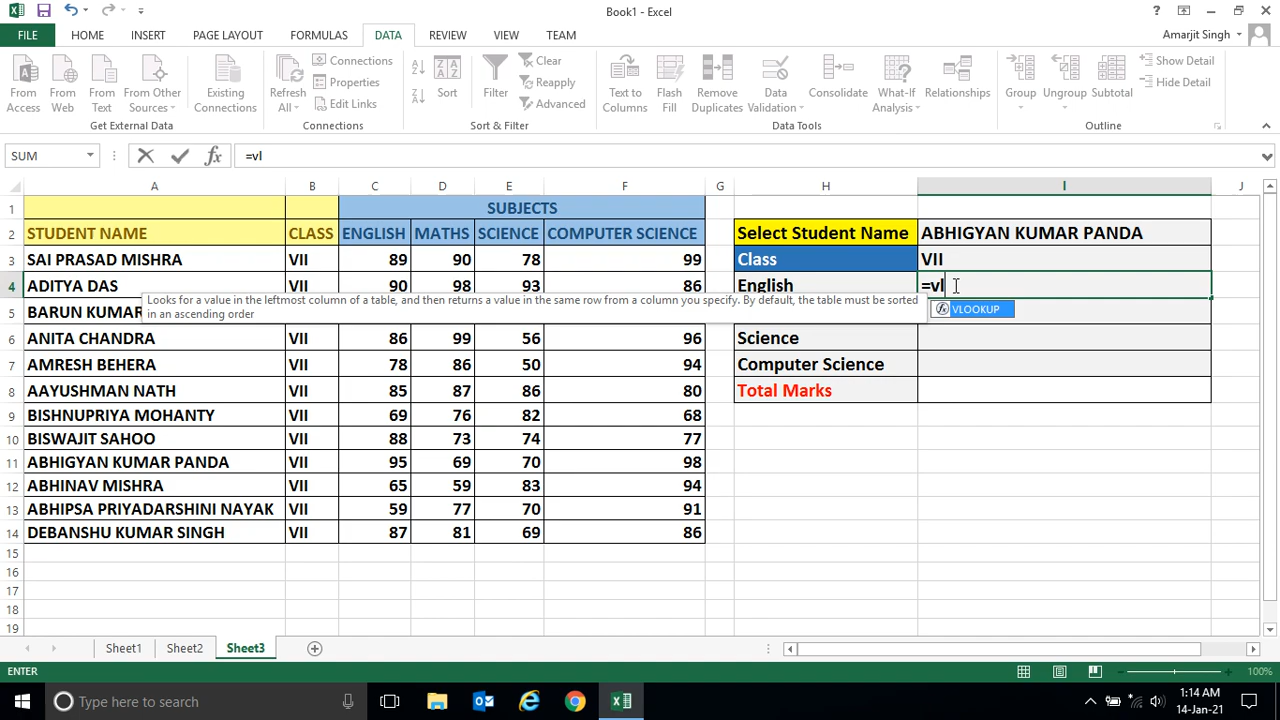 Book1 - Excel
FILE HOME INSERT PAGE LAYOUT FORMULAS DATA REVIEW VIEW TEAM Amarjit Singh
From Access
From Web
From Text
From Other Sources
Existing Connections
Get External Data
Refresh All
Connections
Properties
Edit Links
Connections
Sort
Filter
Clear
Reapply
Advanced
Sort & Filter
Text to Columns
Flash Fill
Remove Duplicates
Data Validation
Consolidate
What-If Analysis
Relationships
Data Tools
Group
Ungroup
Subtotal
Show Detail
Hide Detail
Outline
SUM fx =vl
A B C D E F G H I J
1 SUBJECTS
2 STUDENT NAME CLASS ENGLISH MATHS SCIENCE COMPUTER SCIENCE Select Student Name ABHIGYAN KUMAR PANDA
3 SAI PRASAD MISHRA VII 89 90 78 99 Class VII
4 ADITYA DAS VII 90 98 93 86 English =vl
Looks for a value in the leftmost column of a table, and then returns a value in the same row from a column you specify. By default, the table must be sorted
in an ascending order
fx VLOOKUP
5 BARUN KUMAR
6 ANITA CHANDRA VII 86 99 56 96 Science
7 AMRESH BEHERA VII 78 86 50 94 Computer Science
8 AAYUSHMAN NATH VII 85 87 86 80 Total Marks
9 BISHNUPRIYA MOHANTY VII 69 76 82 68
10 BISWAJIT SAHOO VII 88 73 74 77
11 ABHIGYAN KUMAR PANDA VII 95 69 70 98
12 ABHINAV MISHRA VII 65 59 83 94
13 ABHIPSA PRIYADARSHINI NAYAK VII 59 77 70 91
14 DEBANSHU KUMAR SINGH VII 87 81 69 86
15
16
17
18
19
Sheet1 Sheet2 Sheet3
ENTER 100%
Type here to search
1:14 AM
14-Jan-21